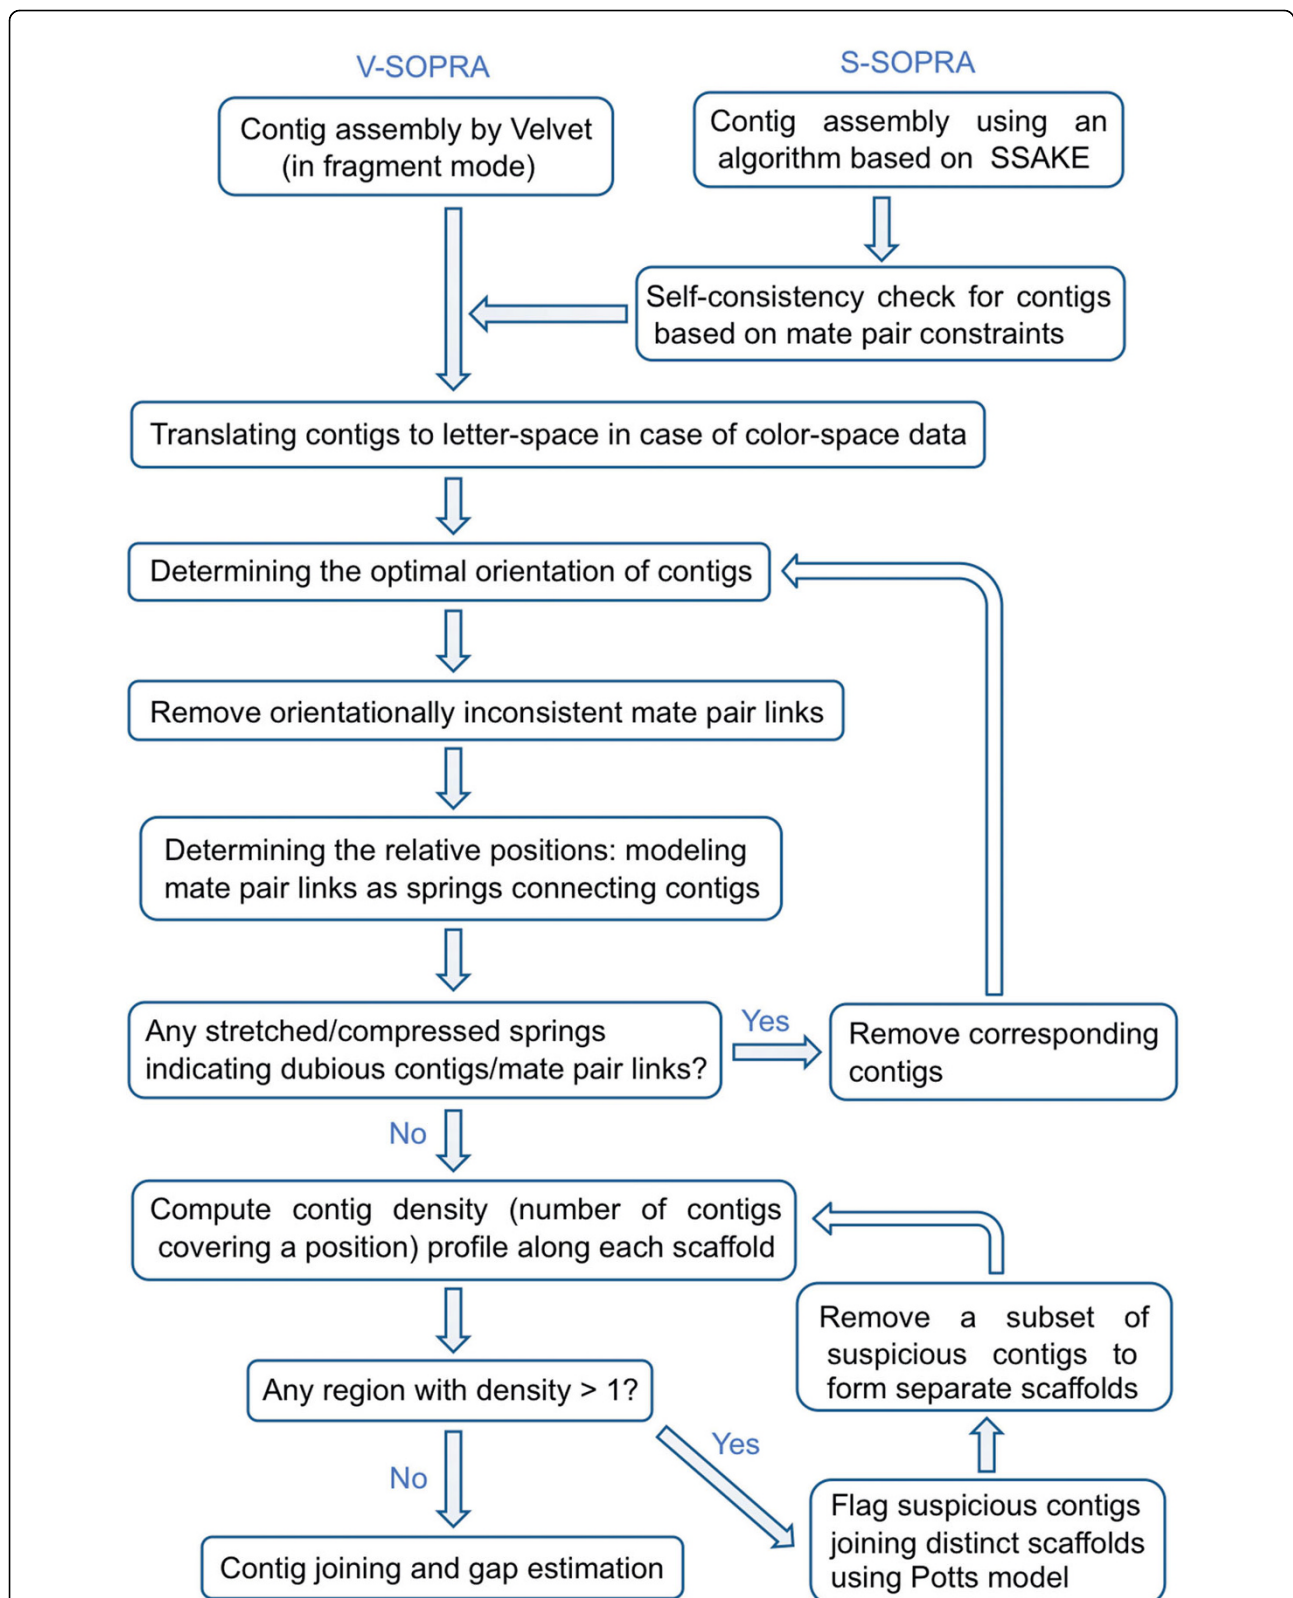 V-SOPRA
S-SOPRA
Contig assembly by Velvet
(in fragment mode)
Contig assembly using an
algorithm based on SSAKE
Self-consistency check for contigs
based on mate pair constraints
Translating contigs to letter-space in case of color-space data
Determining the optimal orientation of contigs
Remove orientationally inconsistent mate pair links
Determining the relative positions: modeling
mate pair links as springs connecting contigs
Any stretched/compressed springs
indicating dubious contigs/mate pair links?
Yes
Remove corresponding
contigs
No
Compute contig density (number of contigs
covering a position) profile along each scaffold
Remove a subset of
suspicious contigs to
form separate scaffolds
Any region with density > 1?
Yes
No
Flag suspicious contigs
joining distinct scaffolds
using Potts model
Contig joining and gap estimation